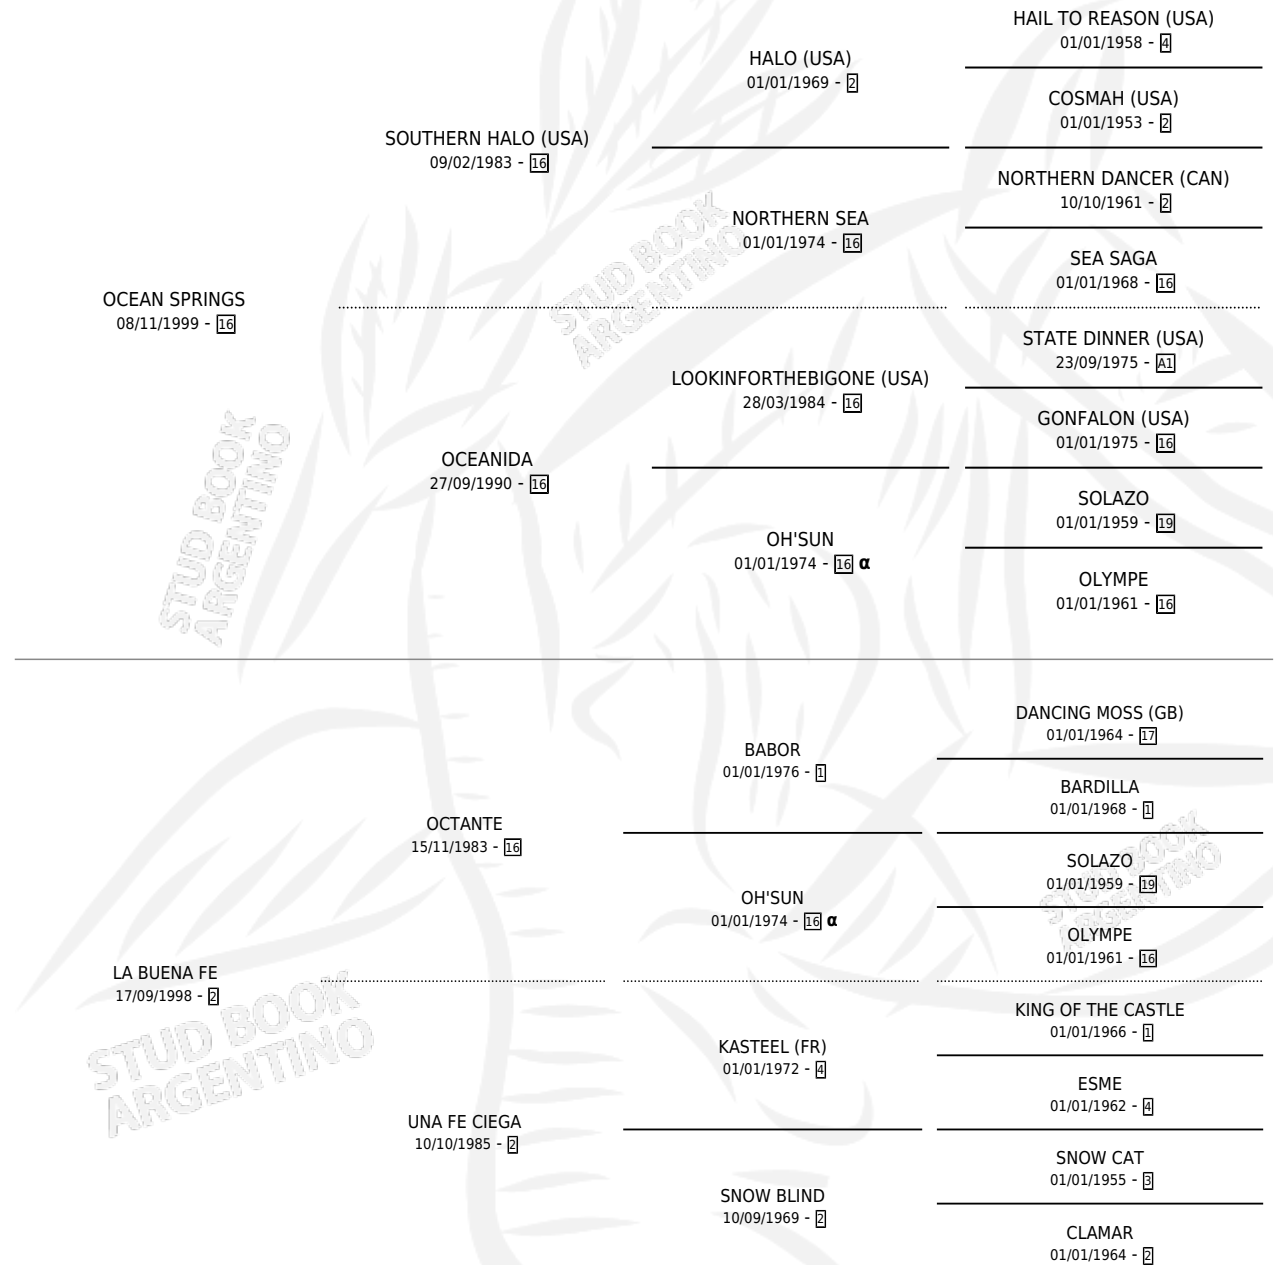 HAIL TO REASON (USA)
01/01/1958 - 4
HALO (USA)
01/01/1969 - 2
COSMAH (USA)
01/01/1953 - 2
SOUTHERN HALO (USA)
09/02/1983 - 16
NORTHERN DANCER (CAN)
10/10/1961 - 2
NORTHERN SEA
01/01/1974 - 16
SEA SAGA
01/01/1968 - 16
OCEAN SPRINGS
08/11/1999 - 16
STATE DINNER (USA)
23/09/1975 - A1
LOOKINFORTHEBIGONE (USA)
28/03/1984 - 16
GONFALON (USA)
01/01/1975 - 16
OCEANIDA
27/09/1990 - 16
SOLAZO
01/01/1959 - 19
OH'SUN
01/01/1974 - 16 α
OLYMPE
01/01/1961 - 16
STUD BOOK
ARGENTINO
STUD BOOK
ARGENTINO
DANCING MOSS (GB)
01/01/1964 - 17
BABOR
01/01/1976 - 1
BARDILLA
01/01/1968 - 1
OCTANTE
15/11/1983 - 16
SOLAZO
01/01/1959 - 19
OH'SUN
01/01/1974 - 16 α
OLYMPE
01/01/1961 - 16
LA BUENA FE
17/09/1998 - 2
KING OF THE CASTLE
01/01/1966 - 1
KASTEEL (FR)
01/01/1972 - 4
ESME
01/01/1962 - 4
UNA FE CIEGA
10/10/1985 - 2
SNOW CAT
01/01/1955 - 3
SNOW BLIND
10/09/1969 - 2
CLAMAR
01/01/1964 - 2
STUD BOOK
ARGENTINO
STUD BOOK
ARGENTINO